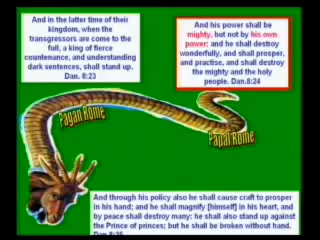 And in the latter time of their
kingdom, when the
transgressors are come to the
full, a king of fierce
countenance, and understanding
dark sentences, shall stand up.
Dan. 8:23
And his power shall be
mighty, but not by his own
power: and he shall destroy
wonderfully, and shall prosper,
and practise, and shall destroy
the mighty and the holy
people. Dan.8:24
Pagan Rome
Papal Rome
And through his policy also he shall cause craft to prosper
in his hand; and he shall magnify [himself] in his heart, and
by peace shall destroy many: he shall also stand up against
the Prince of princes; but he shall be broken without hand.
Dan 8:25